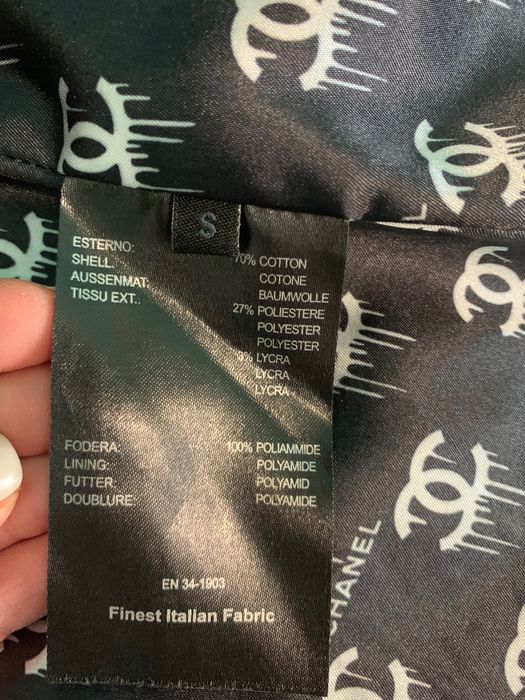 S
ESTERNO: 70% COTTON
SHELL. COTONE
AUSSENMAT. BAUMWOLLE
TISSU EXT.. 27% POLIESTERE
POLYESTER
POLYESTER
3% LYCRA
LYCRA
LYCRA
FODERA: 100% POLIAMMIDE
LINING: POLYAMIDE
FUTTER: POLYAMID
DOUBLURE: POLYAMIDE
EN 34-1903
Finest Italian Fabric
CHANEL